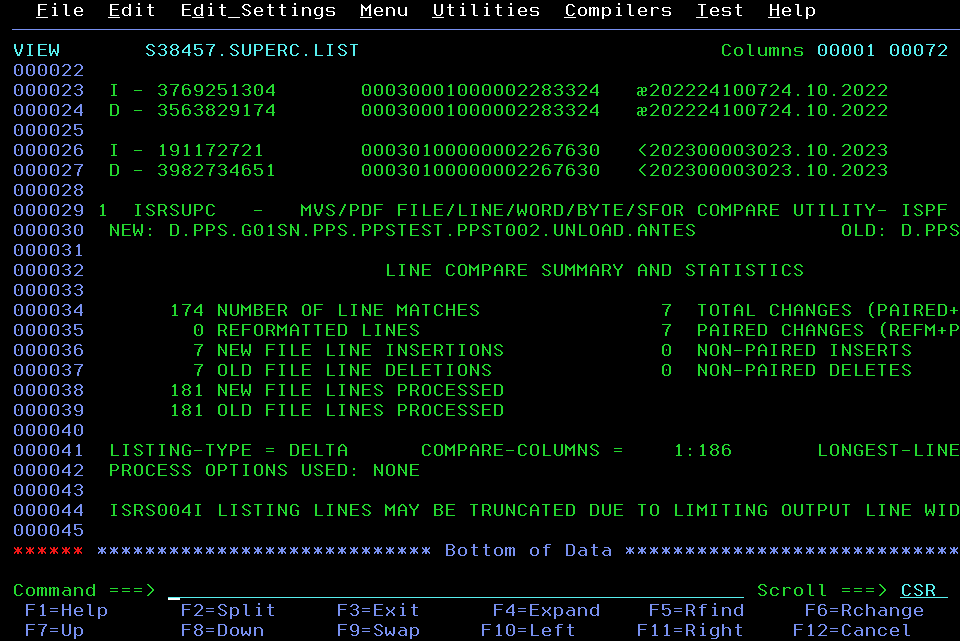 File  Edit  Edit_Settings  Menu  Utilities  Compilers  Test  Help
VIEW       S38457.SUPERC.LIST                              Columns 00001 00072
000022
000023  I - 3769251304       00030001000002283324   æ202224100724.10.2022
000024  D - 3563829174       00030001000002283324   æ202224100724.10.2022
000025
000026  I - 191172721        00030100000002267630   <202300003023.10.2023
000027  D - 3982734651       00030100000002267630   <202300003023.10.2023
000028
000029 1  ISRSUPC   -   MVS/PDF FILE/LINE/WORD/BYTE/SFOR COMPARE UTILITY- ISPF
000030  NEW: D.PPS.G01SN.PPS.PPSTEST.PPST002.UNLOAD.ANTES            OLD: D.PPS
000031
000032                         LINE COMPARE SUMMARY AND STATISTICS
000033
000034       174 NUMBER OF LINE MATCHES               7  TOTAL CHANGES (PAIRED+
000035         0 REFORMATTED LINES                    7  PAIRED CHANGES (REFM+P
000036         7 NEW FILE LINE INSERTIONS             0  NON-PAIRED INSERTS
000037         7 OLD FILE LINE DELETIONS              0  NON-PAIRED DELETES
000038       181 NEW FILE LINES PROCESSED
000039       181 OLD FILE LINES PROCESSED
000040
000041  LISTING-TYPE = DELTA      COMPARE-COLUMNS =    1:186       LONGEST-LINE
000042  PROCESS OPTIONS USED: NONE
000043
000044  ISRS004I LISTING LINES MAY BE TRUNCATED DUE TO LIMITING OUTPUT LINE WID
000045
****** **************************** Bottom of Data ****************************
Command ===> _                                                Scroll ===> CSR
F1=Help      F2=Split     F3=Exit      F4=Expand    F5=Rfind     F6=Rchange
F7=Up        F8=Down      F9=Swap     F10=Left     F11=Right    F12=Cancel